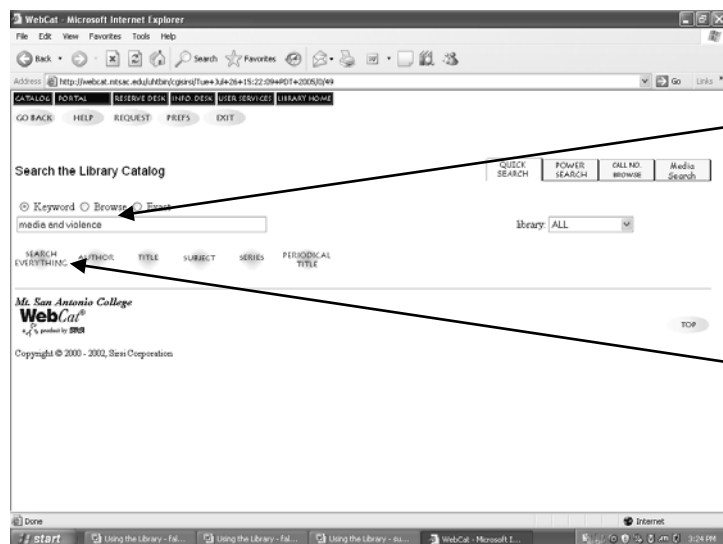 WebCat - Microsoft Internet Explorer
File Edit View Favorites Tools Help
Back Search Favorites
Address http://webcat.mtsac.edu/uhtbin/cgisirsi/Tue+Jul+26+15:22:09+PDT+2005/0/49 Go Links
CATALOG PORTAL RESERVE DESK INFO. DESK USER SERVICES LIBRARY HOME
GO BACK HELP REQUEST PREFS EXIT
QUICK SEARCH POWER SEARCH CALL NO. BROWSE Media Search
Search the Library Catalog
Keyword Browse Exact
media and violence library: ALL
SEARCH EVERYTHING AUTHOR TITLE SUBJECT SERIES PERIODICAL TITLE
Mt. San Antonio College
WebCat®
a product by SIRSI
TOP
Copyright © 2000 - 2002, Sirsi Corporation
Done Internet
start Using the Library - fal... Using the Library - fal... Using the Library - su... WebCat - Microsoft I... 3:24 PM